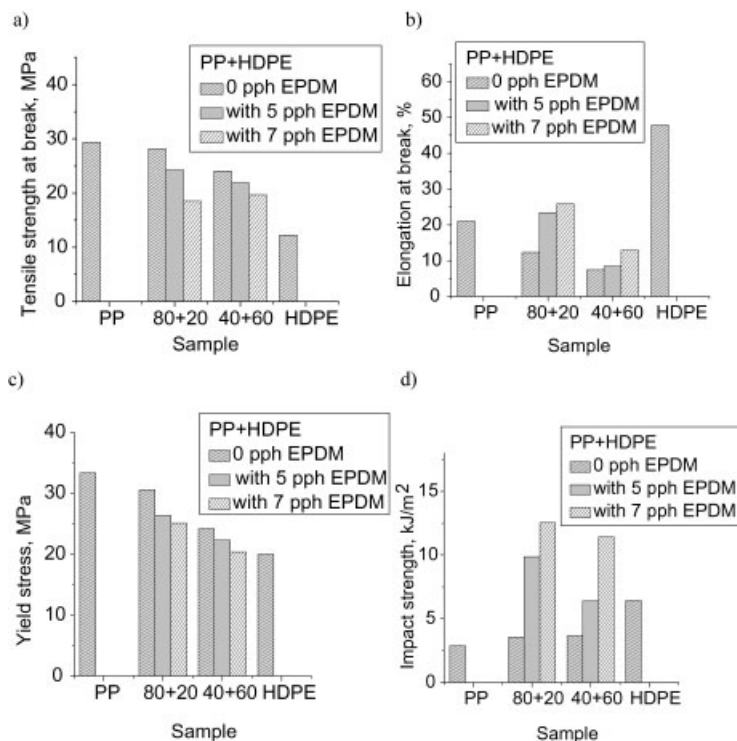 a)
PP+HDPE
0 pph EPDM
with 5 pph EPDM
with 7 pph EPDM
Tensile strength at break, MPa
40
30
20
10
0
PP 80+20 40+60 HDPE
Sample
b)
PP+HDPE
0 pph EPDM
with 5 pph EPDM
with 7 pph EPDM
Elongation at break, %
60
50
40
30
20
10
0
PP 80+20 40+60 HDPE
Sample
c)
PP+HDPE
0 pph EPDM
with 5 pph EPDM
with 7 pph EPDM
Yield stress, MPa
40
30
20
10
0
PP 80+20 40+60 HDPE
Sample
d)
PP+HDPE
0 pph EPDM
with 5 pph EPDM
with 7 pph EPDM
Impact strength, kJ/m²
15
10
5
0
PP 80+20 40+60 HDPE
Sample